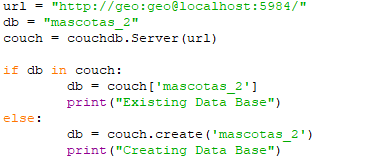 url = "http://geo:geo@localhost:5984/"
db = "mascotas_2"
couch = couchdb.Server(url)
if db in couch:
        db = couch['mascotas_2']
        print("Existing Data Base")
else:
        db = couch.create('mascotas_2')
        print("Creating Data Base")